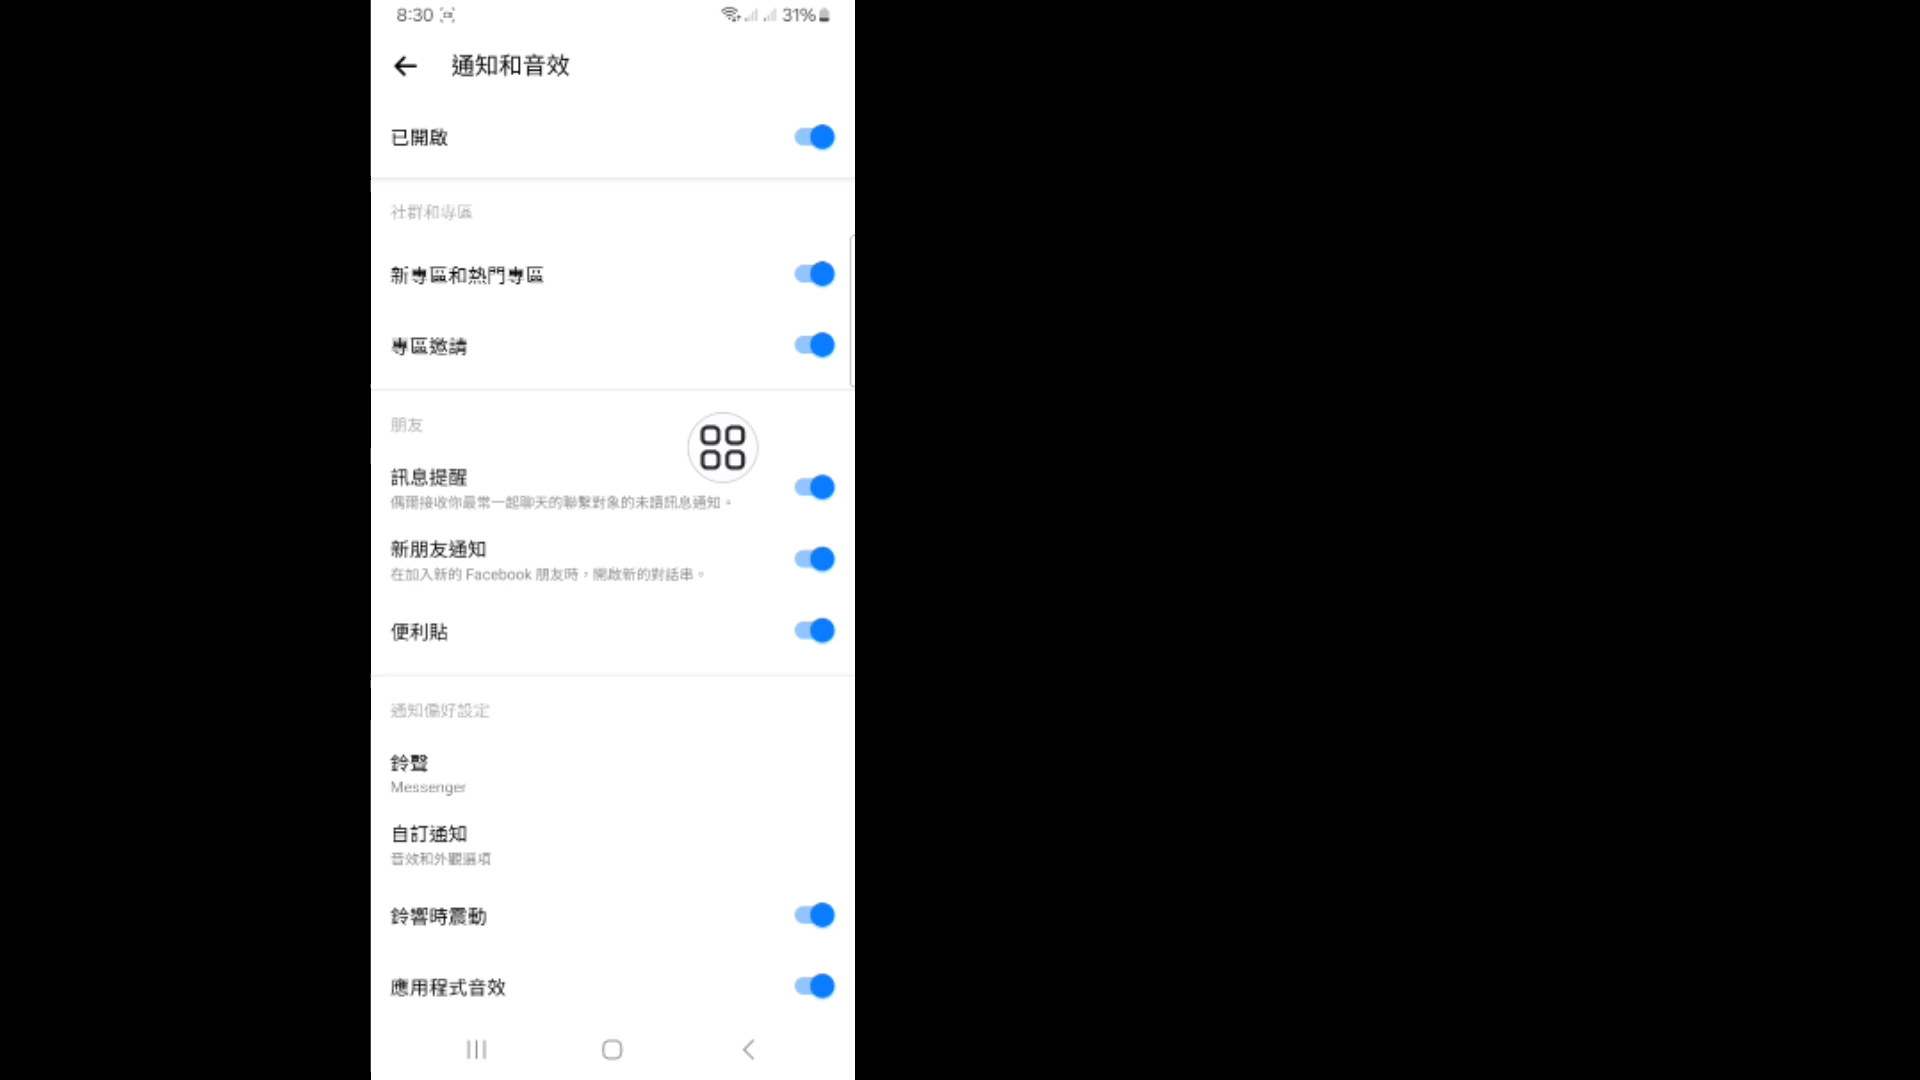 8:30
31%
通知和音效
已開啟
社群和專區
新專區和熱門專區
專區邀請
朋友
訊息提醒
偶爾接收你最常一起聊天的聯繫對象的未讀訊息通知。
新朋友通知
在加入新的 Facebook 朋友時，開啟新的對話串。
便利貼
通知偏好設定
鈴聲
Messenger
自訂通知
音效和外觀選項
鈴響時震動
應用程式音效